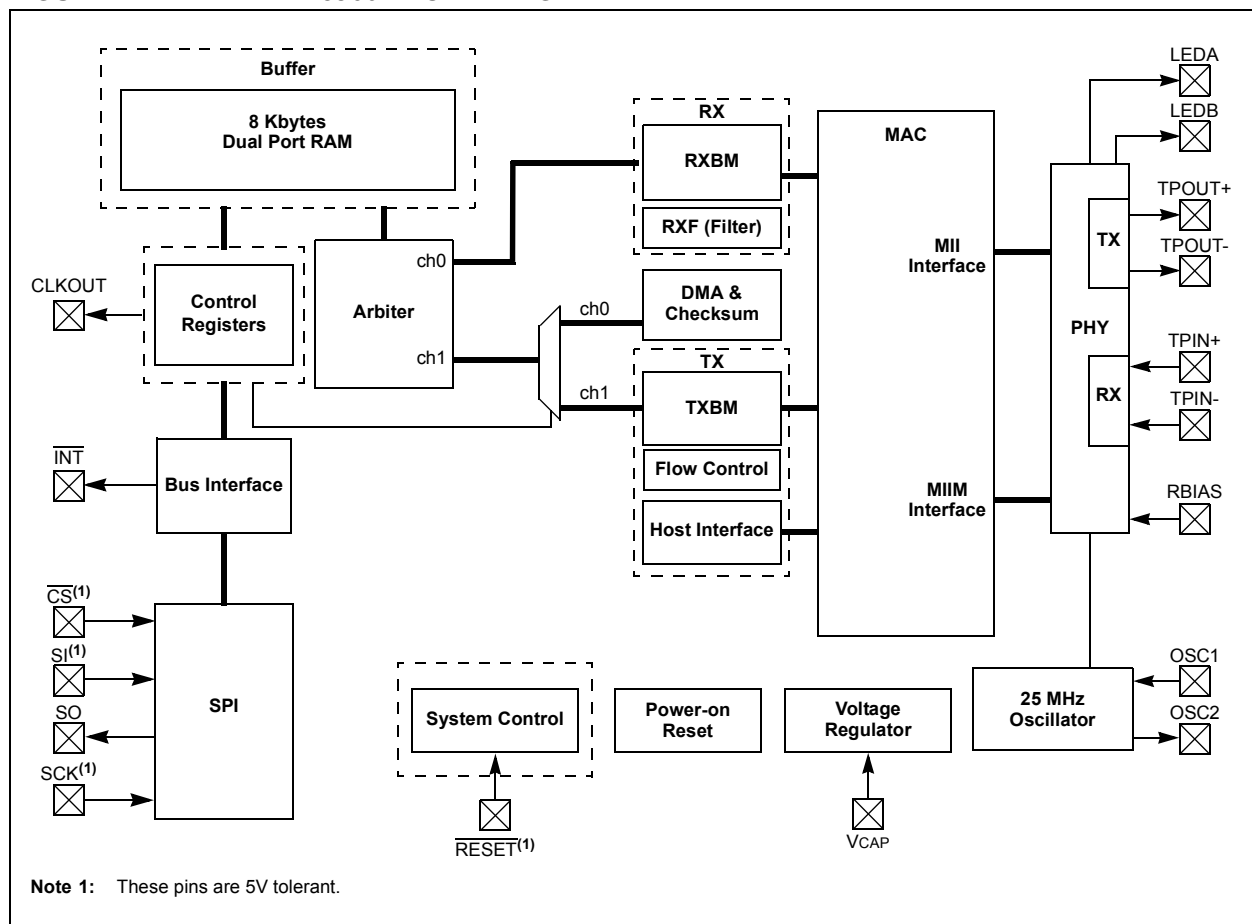 Buffer
8 Kbytes
Dual Port RAM
CLKOUT
Control
Registers
Arbiter
ch0
ch1
ch0
ch1
RX
RXBM
RXF (Filter)
DMA &
Checksum
TX
TXBM
Flow Control
Host Interface
MAC
MII
Interface
MIIM
Interface
PHY
TX
RX
LEDA
LEDB
TPOUT+
TPOUT-
TPIN+
TPIN-
RBIAS
INT
Bus Interface
CS(1)
SI(1)
SO
SCK(1)
SPI
System Control
RESET(1)
Power-on
Reset
Voltage
Regulator
VCAP
25 MHz
Oscillator
OSC1
OSC2
Note 1: These pins are 5V tolerant.